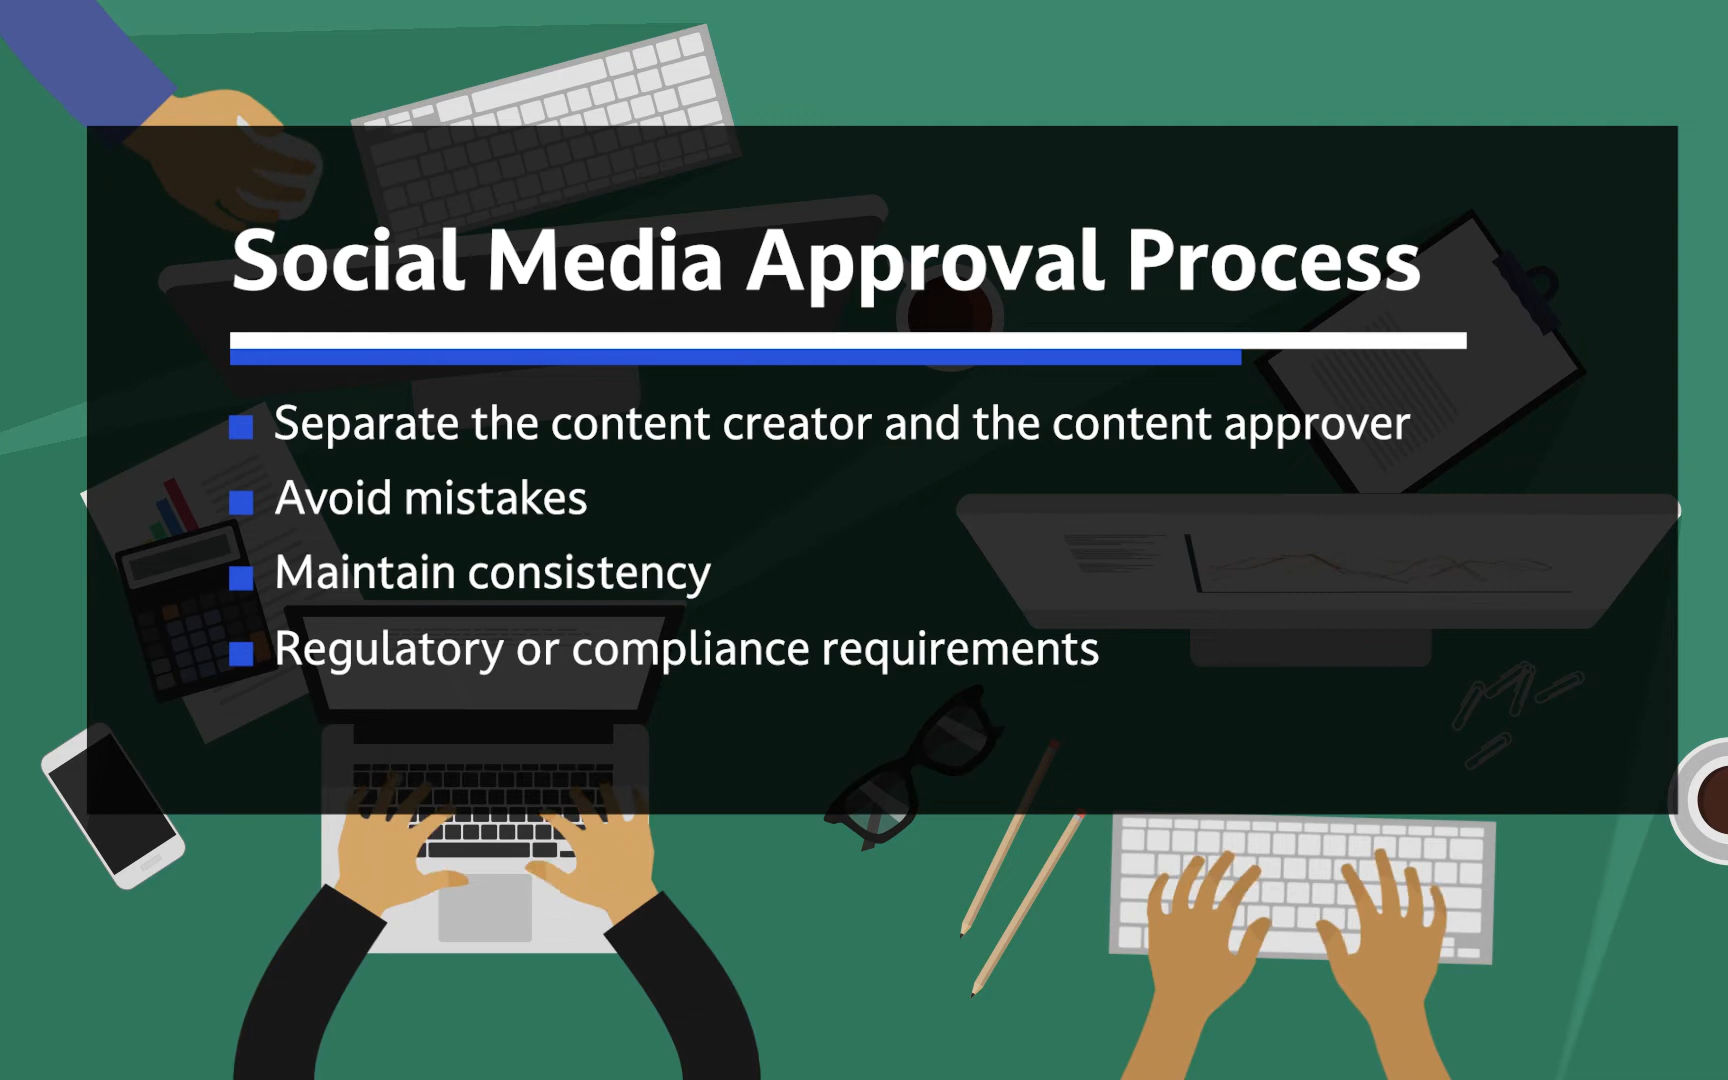 Social Media Approval Process
Separate the content creator and the content approver
Avoid mistakes
Maintain consistency
Regulatory or compliance requirements